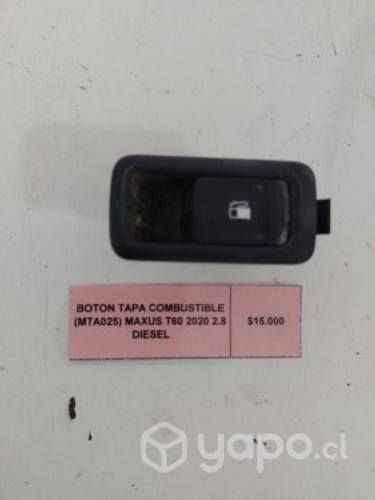 BOTON TAPA COMBUSTIBLE
(MTA025) MAXUS T60 2020 2.8
DIESEL
$15.000
yapo.cl